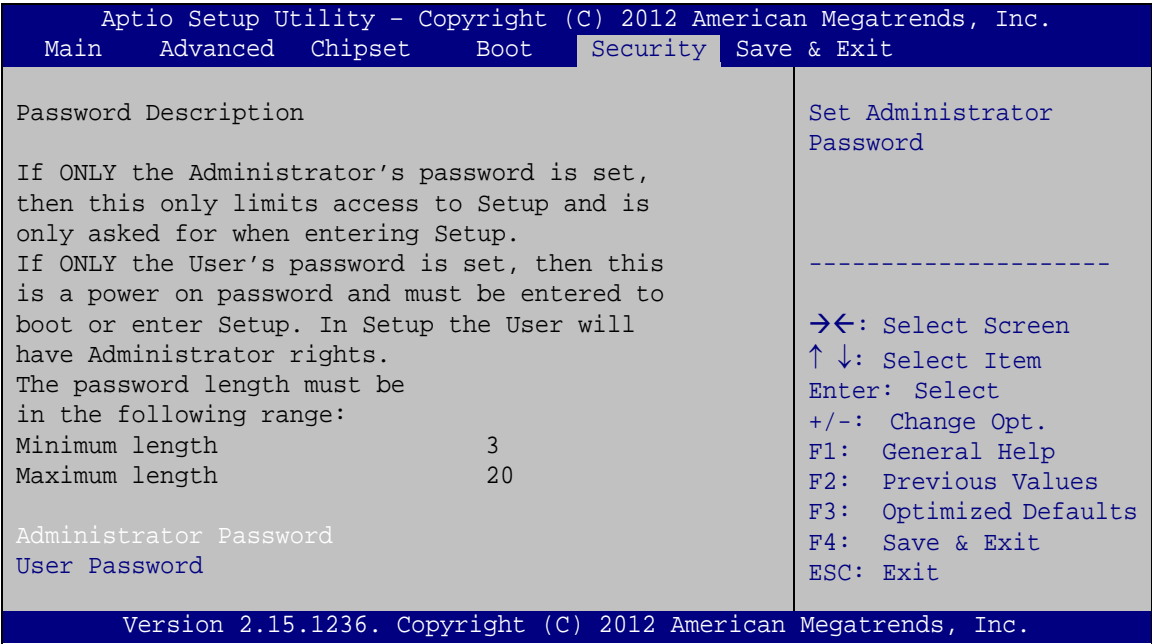 Aptio Setup Utility – Copyright (C) 2012 American Megatrends, Inc.
Main Advanced Chipset Boot Security Save & Exit
Password Description
If ONLY the Administrator’s password is set,
then this only limits access to Setup and is
only asked for when entering Setup.
If ONLY the User’s password is set, then this
is a power on password and must be entered to
boot or enter Setup. In Setup the User will
have Administrator rights.
The password length must be
in the following range:
Minimum length 3
Maximum length 20
Administrator Password
User Password
Set Administrator
Password
---------------------
→←: Select Screen
↑ ↓: Select Item
Enter: Select
+/-: Change Opt.
F1: General Help
F2: Previous Values
F3: Optimized Defaults
F4: Save & Exit
ESC: Exit
Version 2.15.1236. Copyright (C) 2012 American Megatrends, Inc.